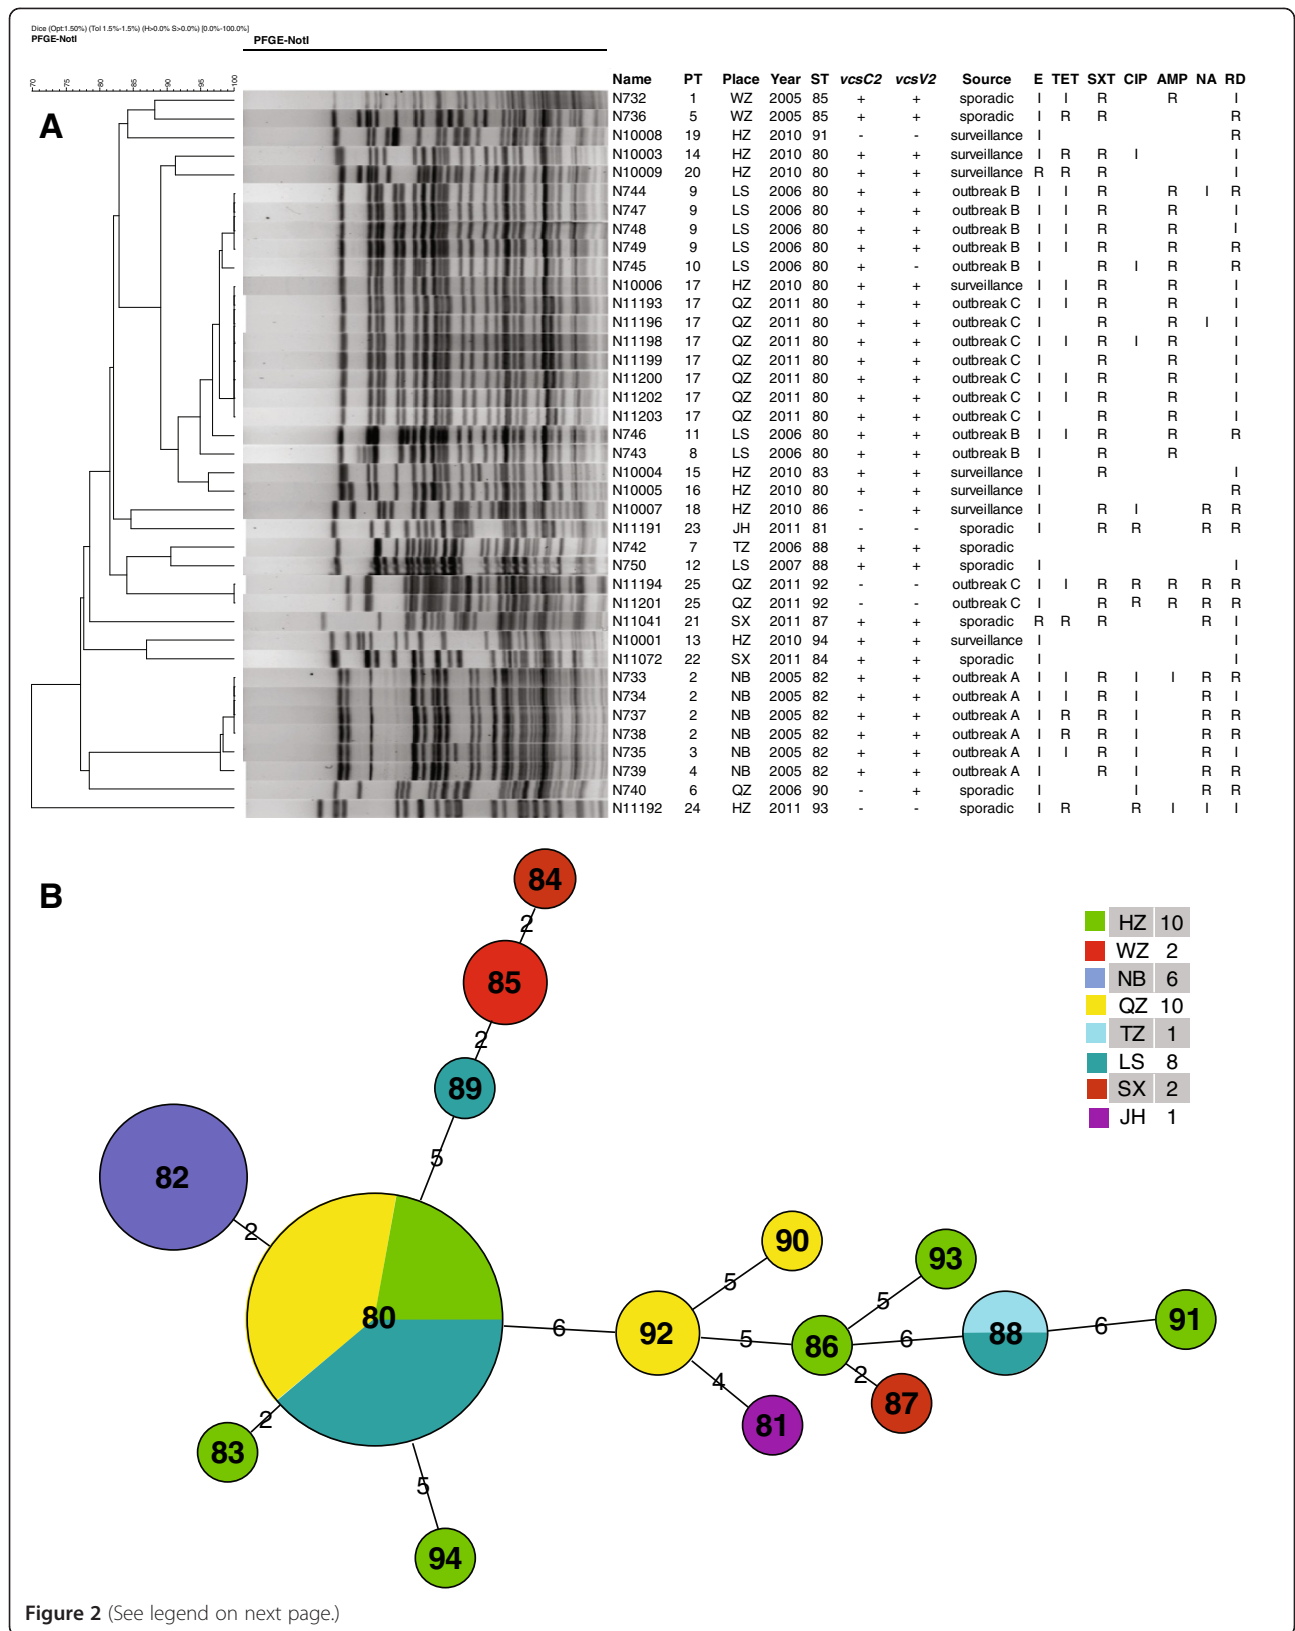 Dice (Opt:1.50%) (Tol 1.5%-1.5%) (H>0.0% S>0.0%) [0.0%-100.0%]
PFGE-NotI
PFGE-NotI
70 75 80 85 90 95 100
A
Name PT Place Year ST vcsC2 vcsV2 Source E TET SXT CIP AMP NA RD
N732 1 WZ 2005 85 + + sporadic I I R R I
N736 5 WZ 2005 85 + + sporadic I R R R
N10008 19 HZ 2010 91 - - surveillance I R
N10003 14 HZ 2010 80 + + surveillance I R R I I
N10009 20 HZ 2010 80 + + surveillance R R R I
N744 9 LS 2006 80 + + outbreak B I I R R I R
N747 9 LS 2006 80 + + outbreak B I I R R I
N748 9 LS 2006 80 + + outbreak B I I R R I
N749 9 LS 2006 80 + + outbreak B I I R R R
N745 10 LS 2006 80 + - outbreak B I R I R R
N10006 17 HZ 2010 80 + + surveillance I I R R I
N11193 17 QZ 2011 80 + + outbreak C I I R R I
N11196 17 QZ 2011 80 + + outbreak C I R R I I
N11198 17 QZ 2011 80 + + outbreak C I I R I R I
N11199 17 QZ 2011 80 + + outbreak C I R R I
N11200 17 QZ 2011 80 + + outbreak C I I R R I
N11202 17 QZ 2011 80 + + outbreak C I I R R I
N11203 17 QZ 2011 80 + + outbreak C I R R I
N746 11 LS 2006 80 + + outbreak B I I R R R
N743 8 LS 2006 80 + + outbreak B I R R
N10004 15 HZ 2010 83 + + surveillance I R I
N10005 16 HZ 2010 80 + + surveillance I R
N10007 18 HZ 2010 86 - + surveillance I R I R R
N11191 23 JH 2011 81 - - sporadic I R R R R
N742 7 TZ 2006 88 + + sporadic
N750 12 LS 2007 88 + + sporadic I I
N11194 25 QZ 2011 92 - - outbreak C I I R R R R R
N11201 25 QZ 2011 92 - - outbreak C I R R R R R
N11041 21 SX 2011 87 + + sporadic R R R R I
N10001 13 HZ 2010 94 + + surveillance I I
N11072 22 SX 2011 84 + + sporadic I I
N733 2 NB 2005 82 + + outbreak A I I R I I R R
N734 2 NB 2005 82 + + outbreak A I I R I R I
N737 2 NB 2005 82 + + outbreak A I R R I R R
N738 2 NB 2005 82 + + outbreak A I R R I R R
N735 3 NB 2005 82 + + outbreak A I I R I R I
N739 4 NB 2005 82 + + outbreak A I R I R R
N740 6 QZ 2006 90 - + sporadic I I R R
N11192 24 HZ 2011 93 - - sporadic I R R I I I
B
84
2
85
2
89
5
82
2
80
2
83
5
94
6
92
5
90
5
4
81
86
5
93
2
87
6
88
6
91
HZ 10
WZ 2
NB 6
QZ 10
TZ 1
LS 8
SX 2
JH 1
Figure 2 (See legend on next page.)